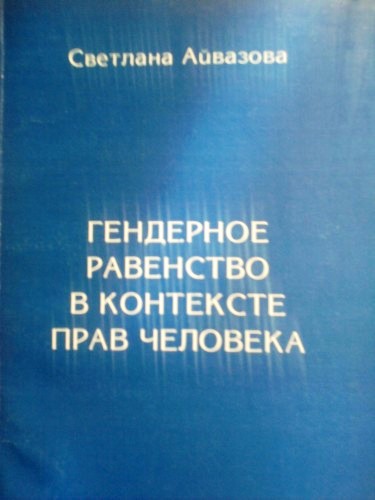 Светлана Айвазова
ГЕНДЕРНОЕ
РАВЕНСТВО
В КОНТЕКСТЕ
ПРАВ ЧЕЛОВЕКА